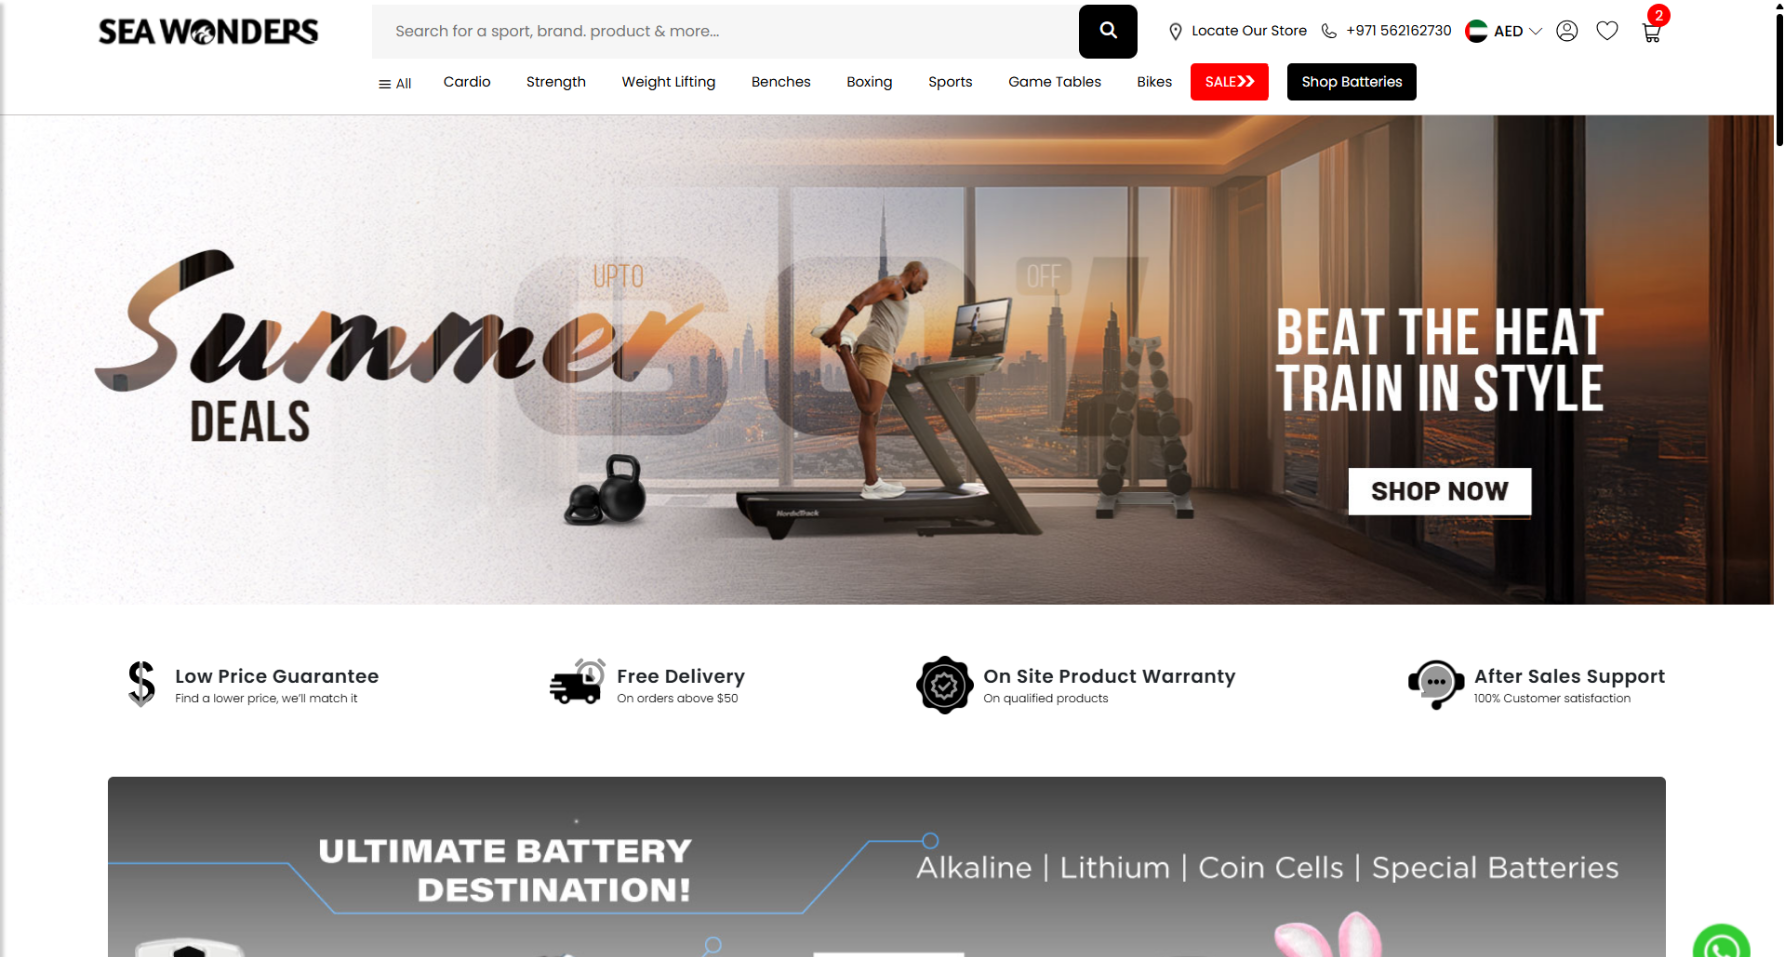 SEA WONDERS
Search for a sport, brand. product & more...
Locate Our Store
+971 562162730
AED
2
All
Cardio
Strength
Weight Lifting
Benches
Boxing
Sports
Game Tables
Bikes
SALE
Shop Batteries
Summer
DEALS
UPTO
60%
OFF
NordicTrack
BEAT THE HEAT
TRAIN IN STYLE
SHOP NOW
Low Price Guarantee
Find a lower price, we'll match it
Free Delivery
On orders above $50
On Site Product Warranty
On qualified products
After Sales Support
100% Customer satisfaction
ULTIMATE BATTERY
DESTINATION!
Alkaline | Lithium | Coin Cells | Special Batteries